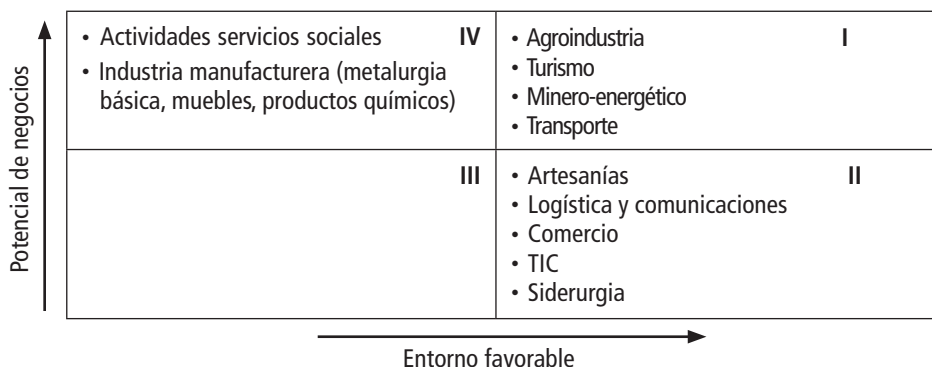 Potencial de negocios
• Actividades servicios sociales IV
• Industria manufacturera (metalurgia
básica, muebles, productos químicos)
• Agroindustria I
• Turismo
• Minero-energético
• Transporte
III
• Artesanías II
• Logística y comunicaciones
• Comercio
• TIC
• Siderurgia
Entorno favorable